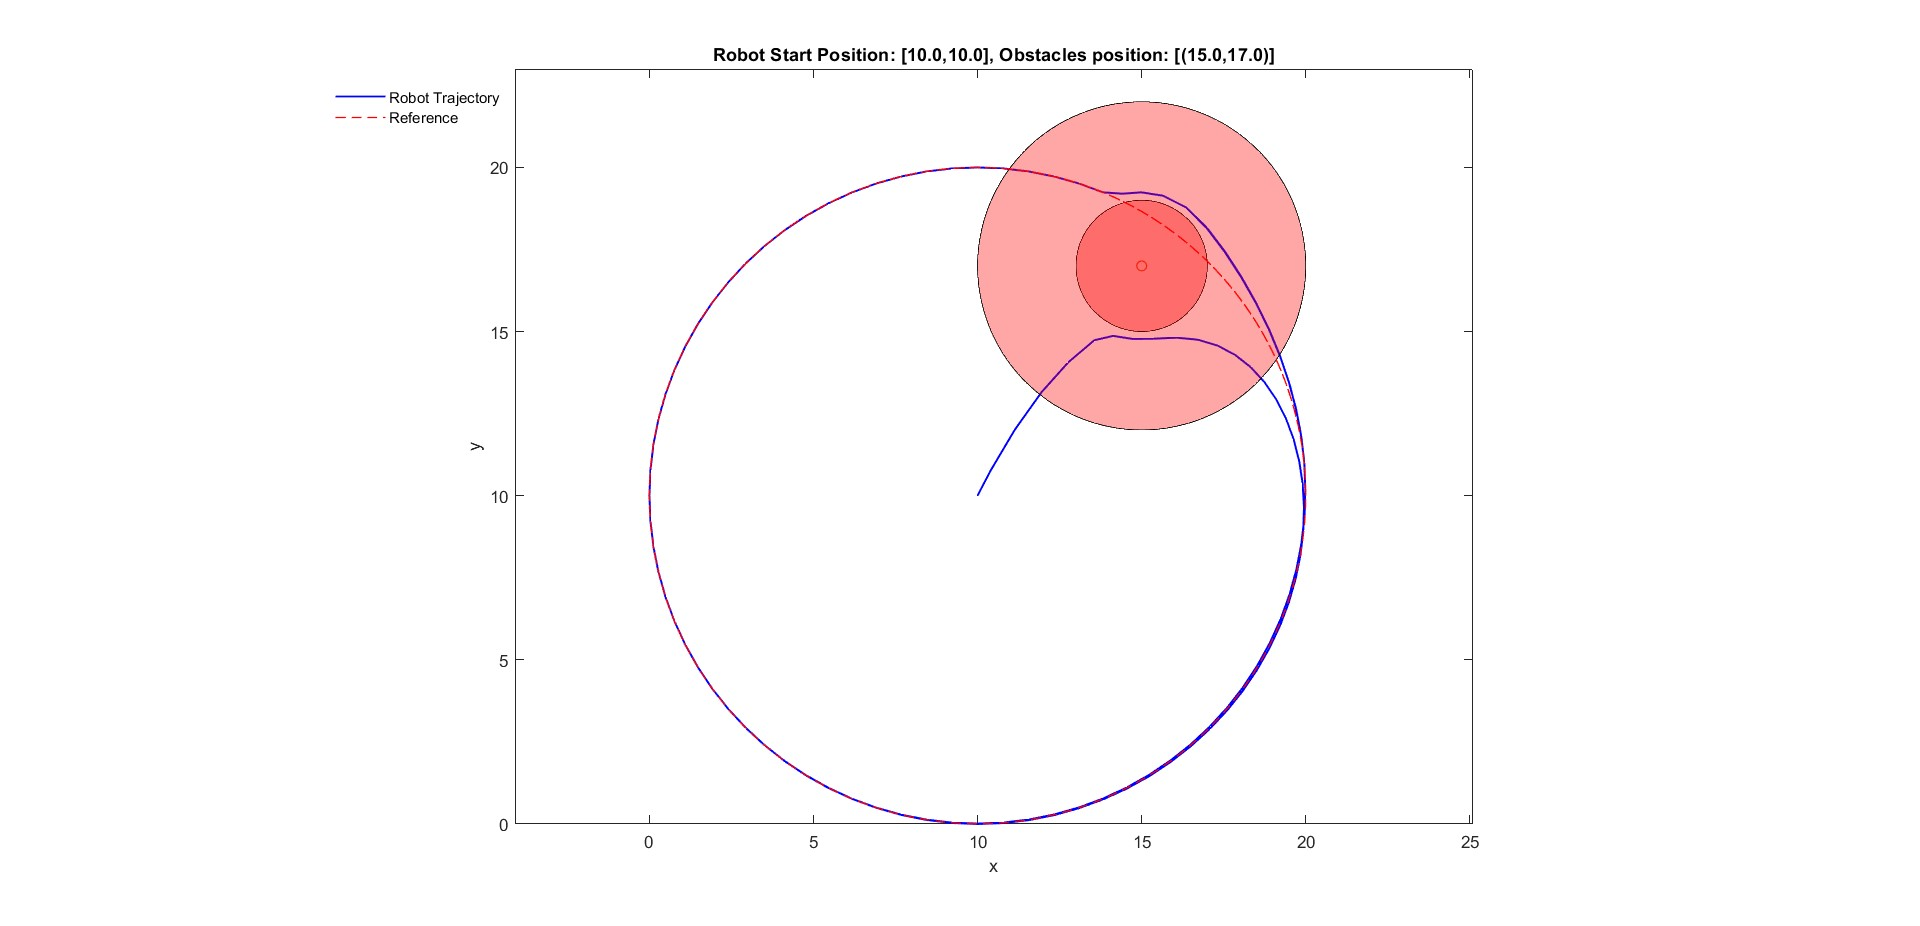 Robot Start Position: [10.0,10.0], Obstacles position: [(15.0,17.0)]
Robot Trajectory
Reference
20
15
10
5
0
y
0 5 10 15 20 25
x